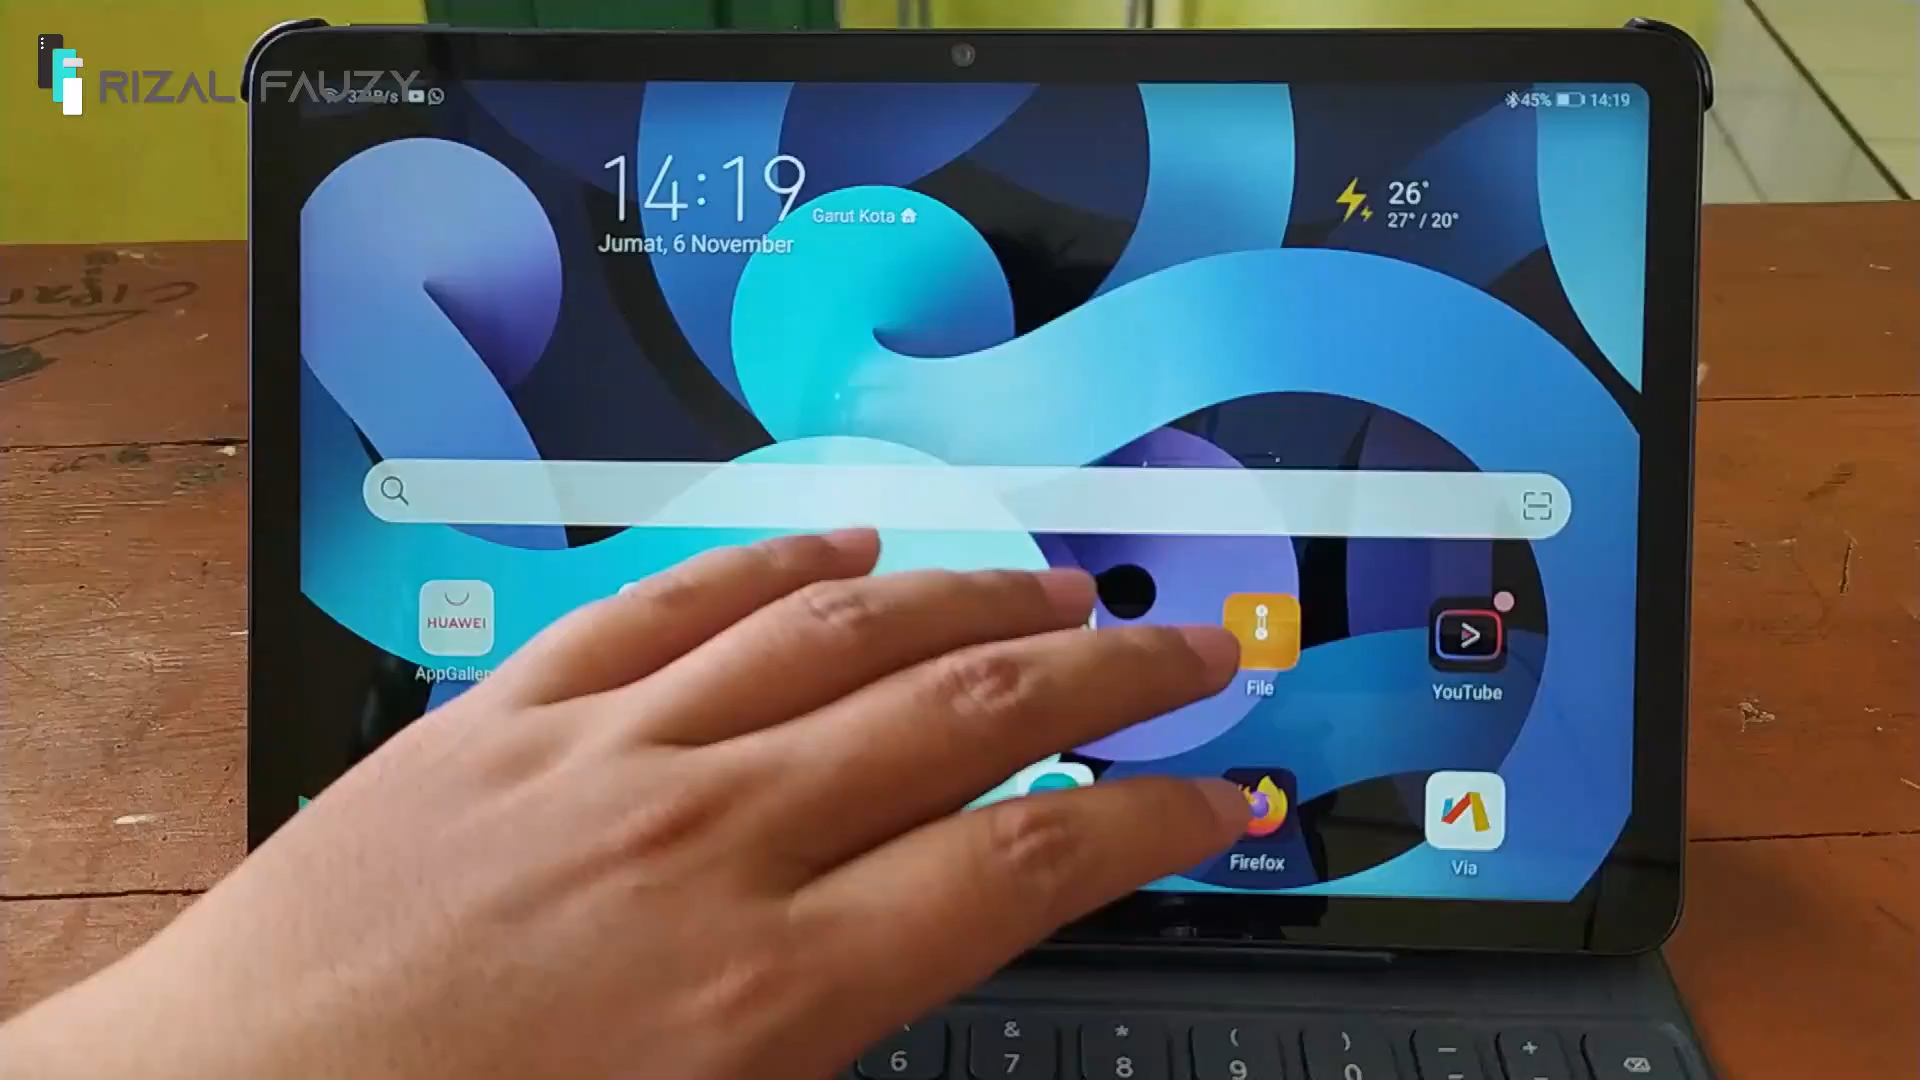 RIZAL FAUZY
45% 14:19
14:19
Garut Kota
Jumat, 6 November
26°
27° / 20°
HUAWEI
AppGaller
File
YouTube
Firefox
Via
& * ( ) - +
6 7 8 9 0 -